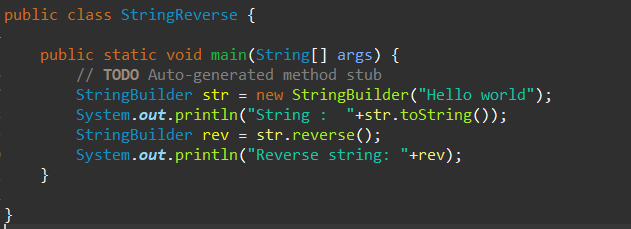 public class StringReverse {
public static void main(String[] args) {
// TODO Auto-generated method stub
StringBuilder str = new StringBuilder("Hello world");
System.out.println("String :  "+str.toString());
StringBuilder rev = str.reverse();
System.out.println("Reverse string: "+rev);
}
}